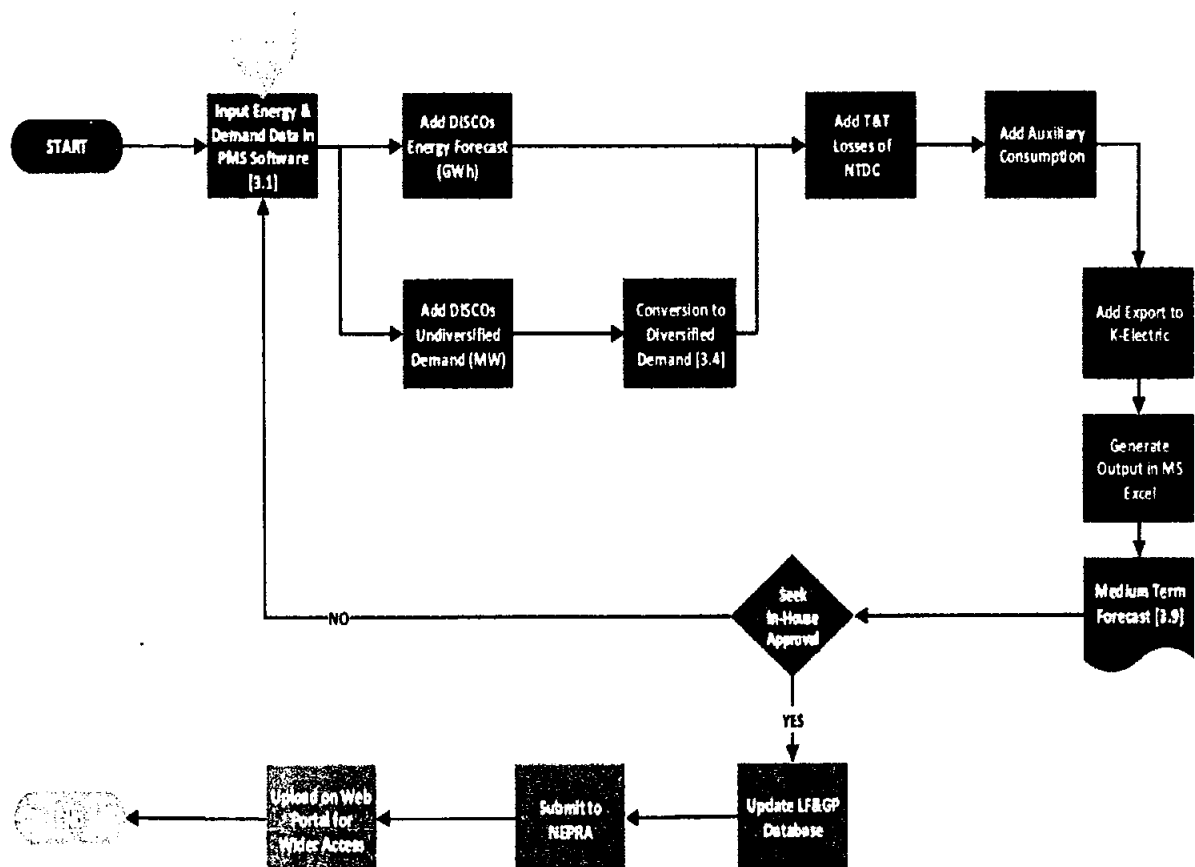 START
Input Energy &
Demand Data in
PMS Software
[3.1]
Add DISCOs
Energy Forecast
(GWh)
Add T&T
Losses of
NTDC
Add Auxiliary
Consumption
Add DISCOs
Undiversified
Demand (MW)
Conversion to
Diversified
Demand [3.4]
Add Export to
K-Electric
Generate
Output in MS
Excel
Medium Term
Forecast [3.9]
Seek
In-House
Approval
NO
YES
Update LF&GP
Database
Submit to
NEPRA
Upload on Web
Portal for
Wider Access